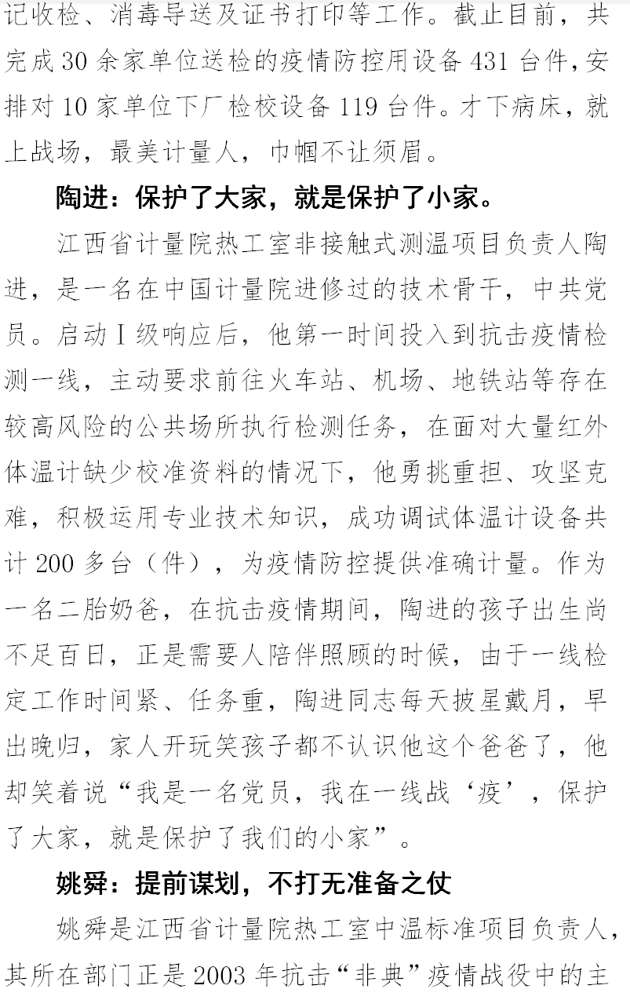 记收检、消毒导送及证书打印等工作。截止目前，共
完成 30 余家单位送检的疫情防控用设备 431 台件，安
排对 10 家单位下厂检校设备 119 台件。才下病床，就
上战场，最美计量人，巾帼不让须眉。
陶进：保护了大家，就是保护了小家。
江西省计量院热工室非接触式测温项目负责人陶
进，是一名在中国计量院进修过的技术骨干，中共党
员。启动Ⅰ级响应后，他第一时间投入到抗击疫情检
测一线，主动要求前往火车站、机场、地铁站等存在
较高风险的公共场所执行检测任务，在面对大量红外
体温计缺少校准资料的情况下，他勇挑重担、攻坚克
难，积极运用专业技术知识，成功调试体温计设备共
计 200 多台（件），为疫情防控提供准确计量。作为
一名二胎奶爸，在抗击疫情期间，陶进的孩子出生尚
不足百日，正是需要人陪伴照顾的时候，由于一线检
定工作时间紧、任务重，陶进同志每天披星戴月，早
出晚归，家人开玩笑孩子都不认识他这个爸爸了，他
却笑着说“我是一名党员，我在一线战‘疫’，保护
了大家，就是保护了我们的小家”。
姚舜：提前谋划，不打无准备之仗
姚舜是江西省计量院热工室中温标准项目负责人，
其所在部门正是 2003 年抗击“非典”疫情战役中的主